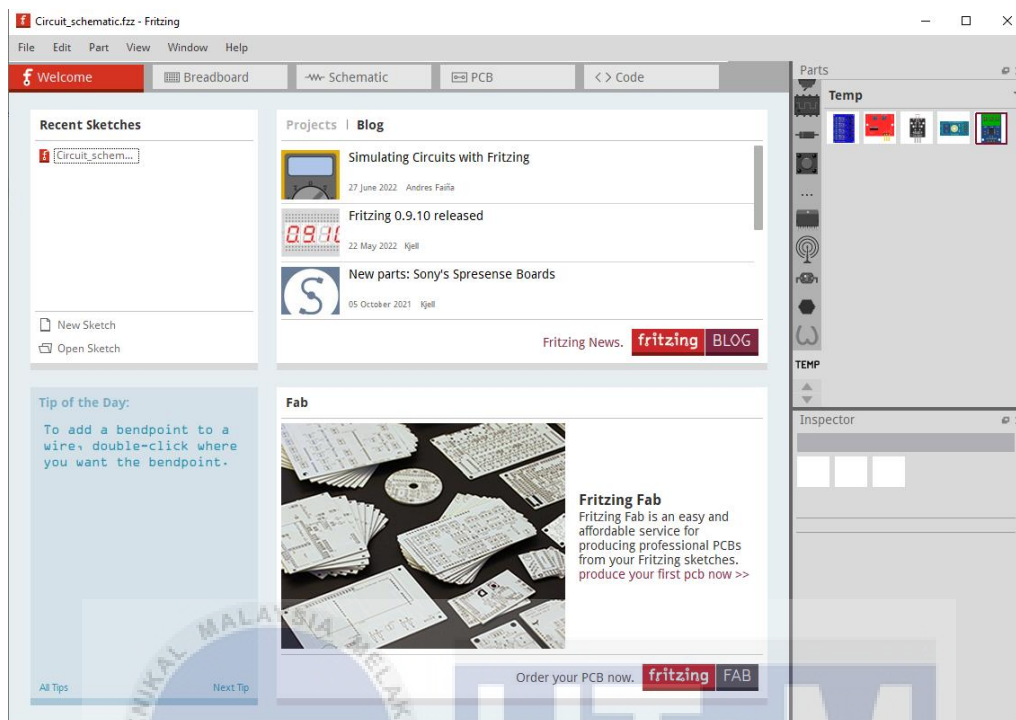 Circuit_schematic.fzz - Fritzing
File Edit Part View Window Help
Welcome Breadboard Schematic PCB Code
Parts
Temp
TEMP
Recent Sketches
Circuit_schem...
New Sketch
Open Sketch
Projects | Blog
Simulating Circuits with Fritzing
27 June 2022 Andres Faiña
Fritzing 0.9.10 released
22 May 2022 Kjell
New parts: Sony's Spresense Boards
05 October 2021 Kjell
Fritzing News. fritzing BLOG
Inspector
Tip of the Day:
To add a bendpoint to a
wire, double-click where
you want the bendpoint.
All Tips Next Tip
Fab
Fritzing Fab
Fritzing Fab is an easy and
affordable service for
producing professional PCBs
from your Fritzing sketches.
produce your first pcb now >>
Order your PCB now. fritzing FAB
NIKAL MALAYSIA MELAK